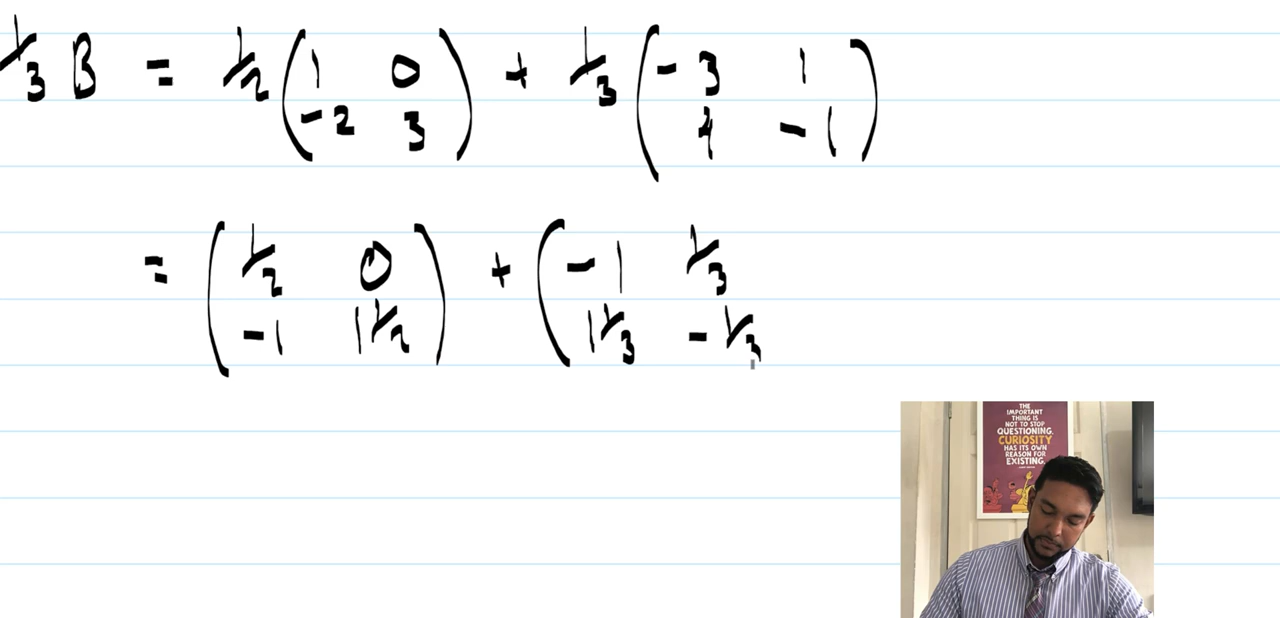 1/3 B = 1/2 ( 1 0 ) + 1/3 ( -3 1 )
-2 3 4 -1
= ( 1/2 0 ) + ( -1 1/3
-1 1 1/2 1 1/3 -1/3
THE
IMPORTANT
THING IS
NOT TO STOP
QUESTIONING.
CURIOSITY
HAS ITS OWN
REASON FOR
EXISTING.